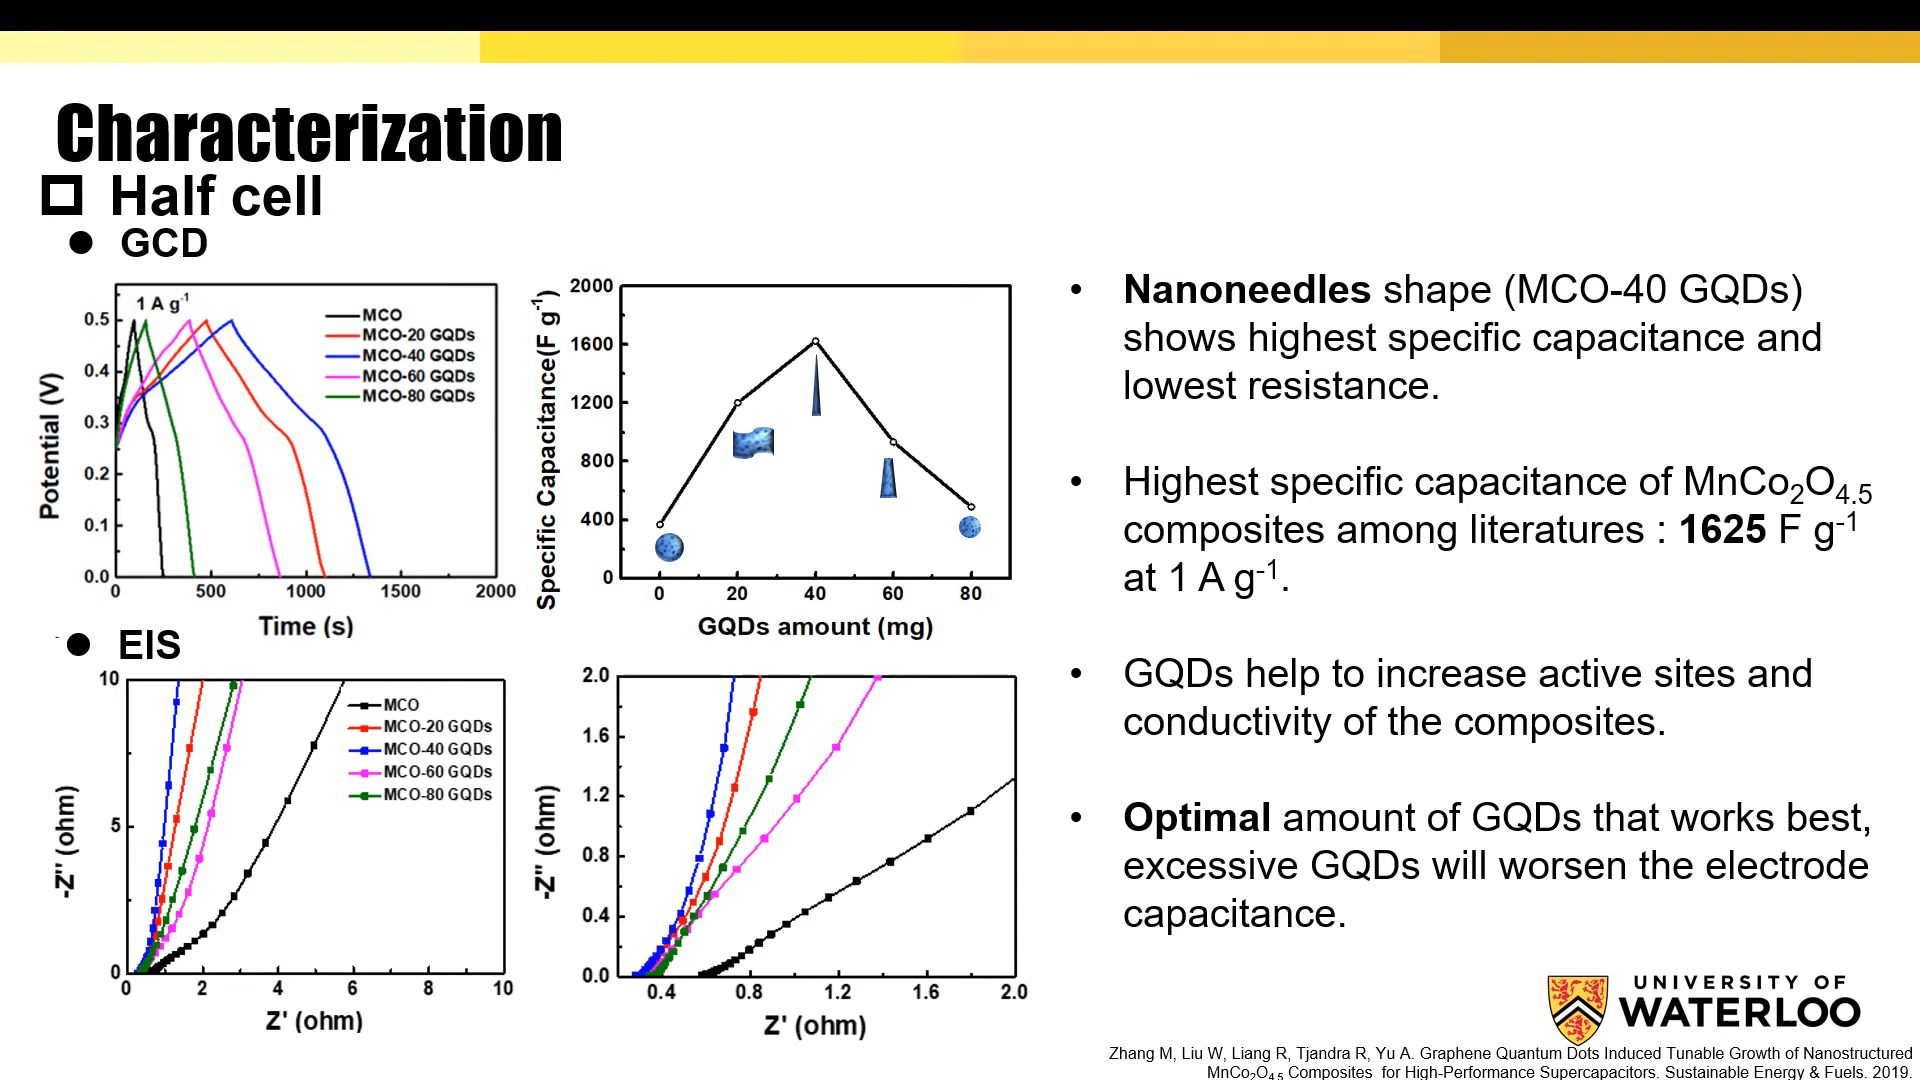 Characterization
Half cell
● GCD
1 A g⁻¹
MCO
MCO-20 GQDs
MCO-40 GQDs
MCO-60 GQDs
MCO-80 GQDs
0.5
0.4
0.3
0.2
0.1
0.0
0 500 1000 1500 2000
Potential (V)
Time (s)
2000
1600
1200
800
400
0
0 20 40 60 80
Specific Capacitance(F g⁻¹)
GQDs amount (mg)
● EIS
MCO
MCO-20 GQDs
MCO-40 GQDs
MCO-60 GQDs
MCO-80 GQDs
10
5
0
0 2 4 6 8 10
-Z" (ohm)
Z' (ohm)
2.0
1.6
1.2
0.8
0.4
0.0
0.4 0.8 1.2 1.6 2.0
-Z" (ohm)
Z' (ohm)
• Nanoneedles shape (MCO-40 GQDs)
shows highest specific capacitance and
lowest resistance.
• Highest specific capacitance of MnCo₂O₄.₅
composites among literatures : 1625 F g⁻¹
at 1 A g⁻¹.
• GQDs help to increase active sites and
conductivity of the composites.
• Optimal amount of GQDs that works best,
excessive GQDs will worsen the electrode
capacitance.
UNIVERSITY OF
WATERLOO
Zhang M, Liu W, Liang R, Tjandra R, Yu A. Graphene Quantum Dots Induced Tunable Growth of Nanostructured
MnCo₂O₄.₅ Composites for High-Performance Supercapacitors. Sustainable Energy & Fuels. 2019.